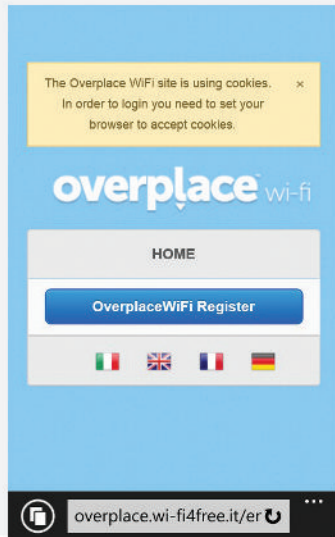 The Overplace WiFi site is using cookies. ×
In order to login you need to set your
browser to accept cookies.
overplace™ wi-fi
HOME
OverplaceWiFi Register
overplace.wi-fi4free.it/er